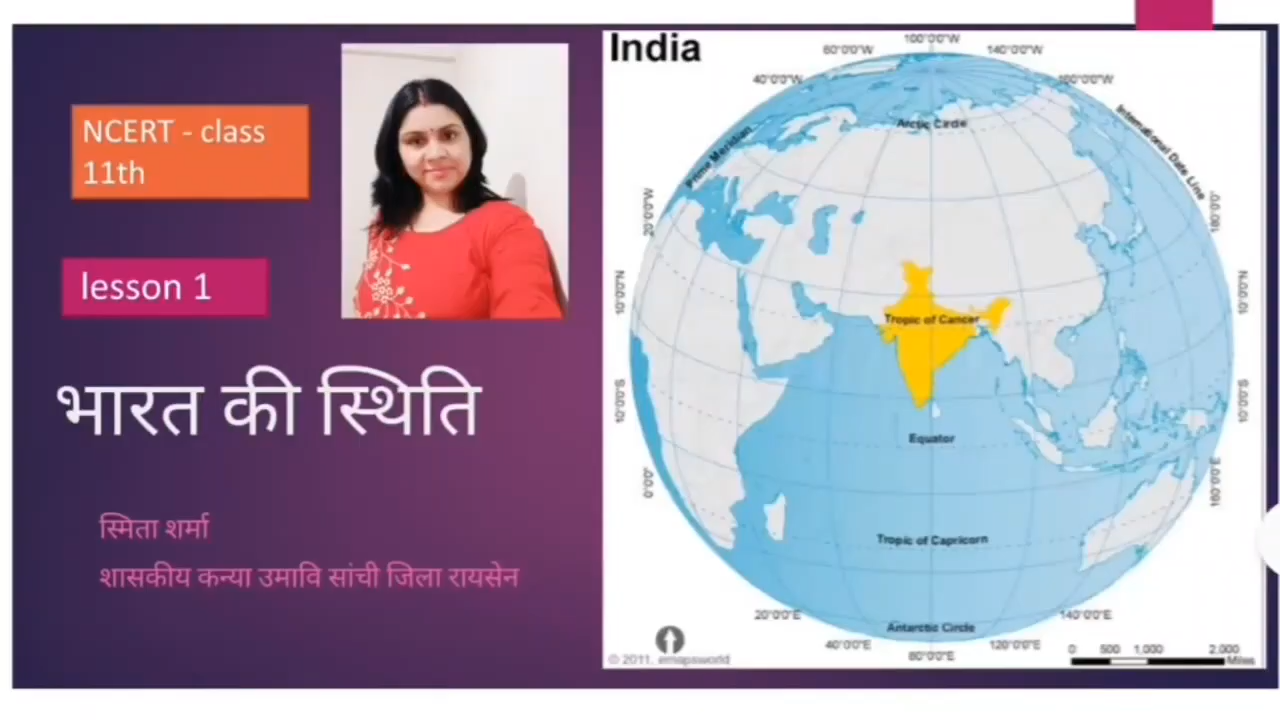 NCERT - class
11th
lesson 1
भारत की स्थिति
स्मिता शर्मा
शासकीय कन्या उमावि सांची जिला रायसेन
India
100°0'0"W
60°0'0"W
140°0'0"W
40°0'0"W
160°0'0"W
Arctic Circle
Prime Meridian
International Date Line
20°0'0"W
180°0'0"
10°0'0"N
10°0'0"N
Tropic of Cancer
10°0'0"S
10°0'0"S
Equator
0°0'0"
160°0'0"E
Tropic of Capricorn
20°0'0"E
140°0'0"E
Antarctic Circle
40°0'0"E
120°0'0"E
80°0'0"E
0 500 1,000 2,000
Miles
© 2011. emapsworld